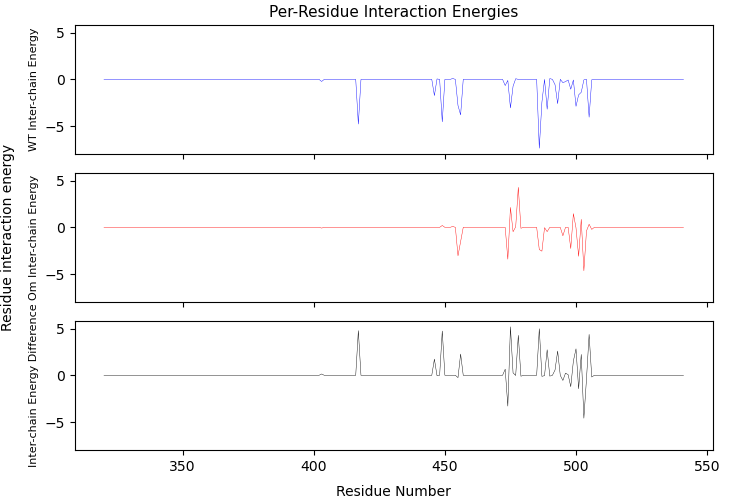 Per-Residue Interaction Energies
Residue interaction energy
WT Inter-chain Energy
5
0
−5
Om Inter-chain Energy
5
0
−5
Inter-chain Energy Difference
5
0
−5
350
400
450
500
550
Residue Number